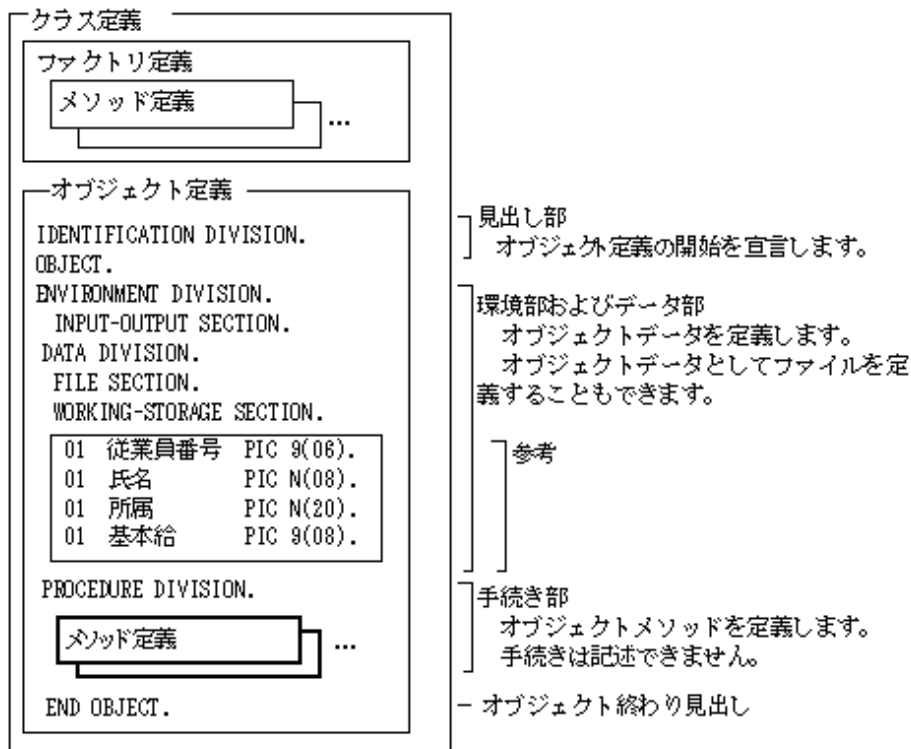 クラス定義
ファクトリ定義
メソッド定義
...
オブジェクト定義
IDENTIFICATION DIVISION.
OBJECT.
ENVIRONMENT DIVISION.
INPUT-OUTPUT SECTION.
DATA DIVISION.
FILE SECTION.
WORKING-STORAGE SECTION.
01 従業員番号 PIC 9(06).
01 氏名 PIC N(08).
01 所属 PIC N(20).
01 基本給 PIC 9(08).
PROCEDURE DIVISION.
メソッド定義
...
END OBJECT.
見出し部
オブジェクト定義の開始を宣言します。
環境部およびデータ部
オブジェクトデータを定義します。
オブジェクトデータとしてファイルを定
義することもできます。
参考
手続き部
オブジェクトメソッドを定義します。
手続きは記述できません。
オブジェクト終わり見出し